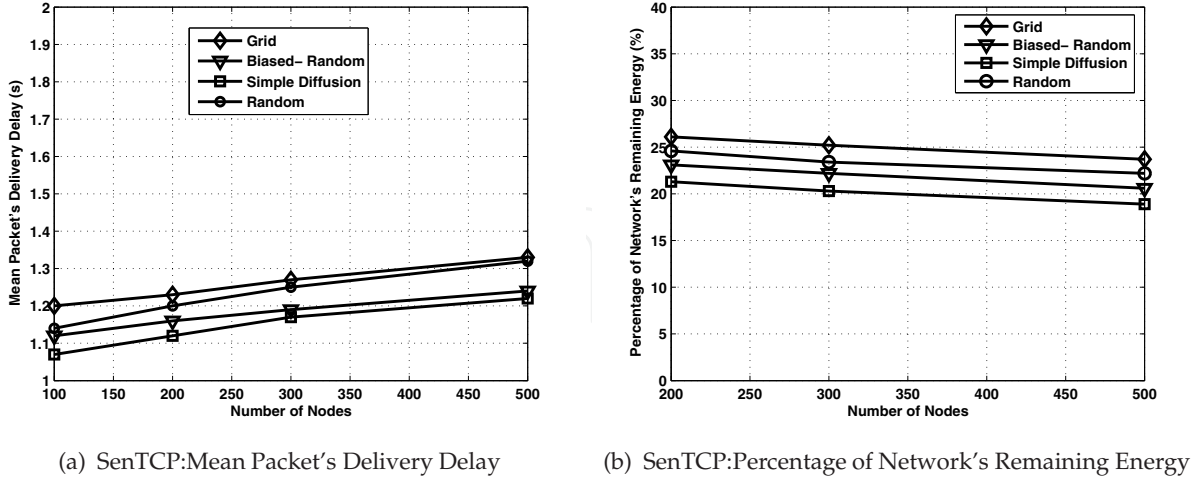 2
1.9
1.8
1.7
1.6
1.5
1.4
1.3
1.2
1.1
1
100
150
200
250
300
350
400
450
500
Mean Packet's Delivery Delay (s)
Number of Nodes
Grid
Biased– Random
Simple Diffusion
Random
(a) SenTCP:Mean Packet's Delivery Delay
40
35
30
25
20
15
10
5
0
200
250
300
350
400
450
500
Percentage of Network's Remaining Energy (%)
Number of Nodes
Grid
Biased– Random
Simple Diffusion
Random
(b) SenTCP:Percentage of Network's Remaining Energy